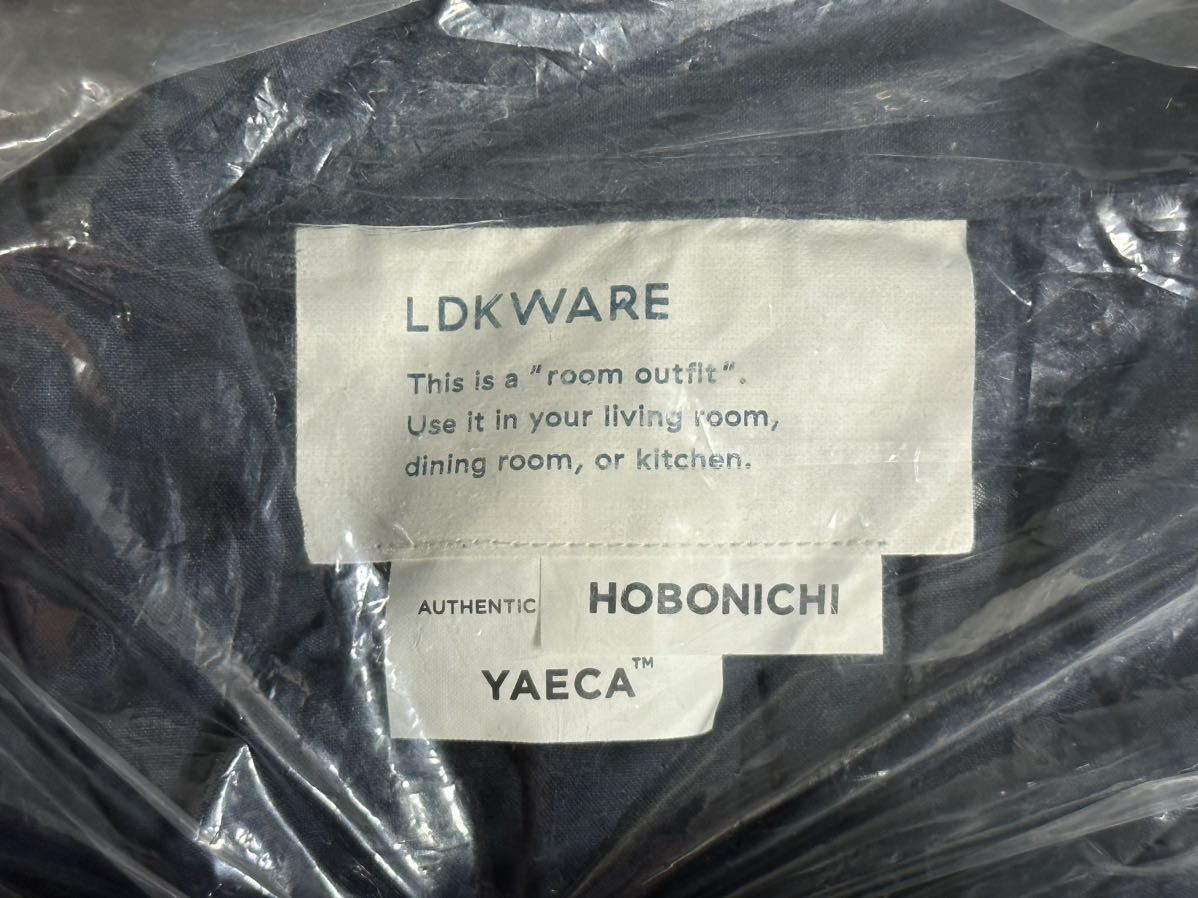 LDKWARE
This is a "room outfit".
Use it in your living room,
dining room, or kitchen.
AUTHENTIC
HOBONICHI
YAECA™